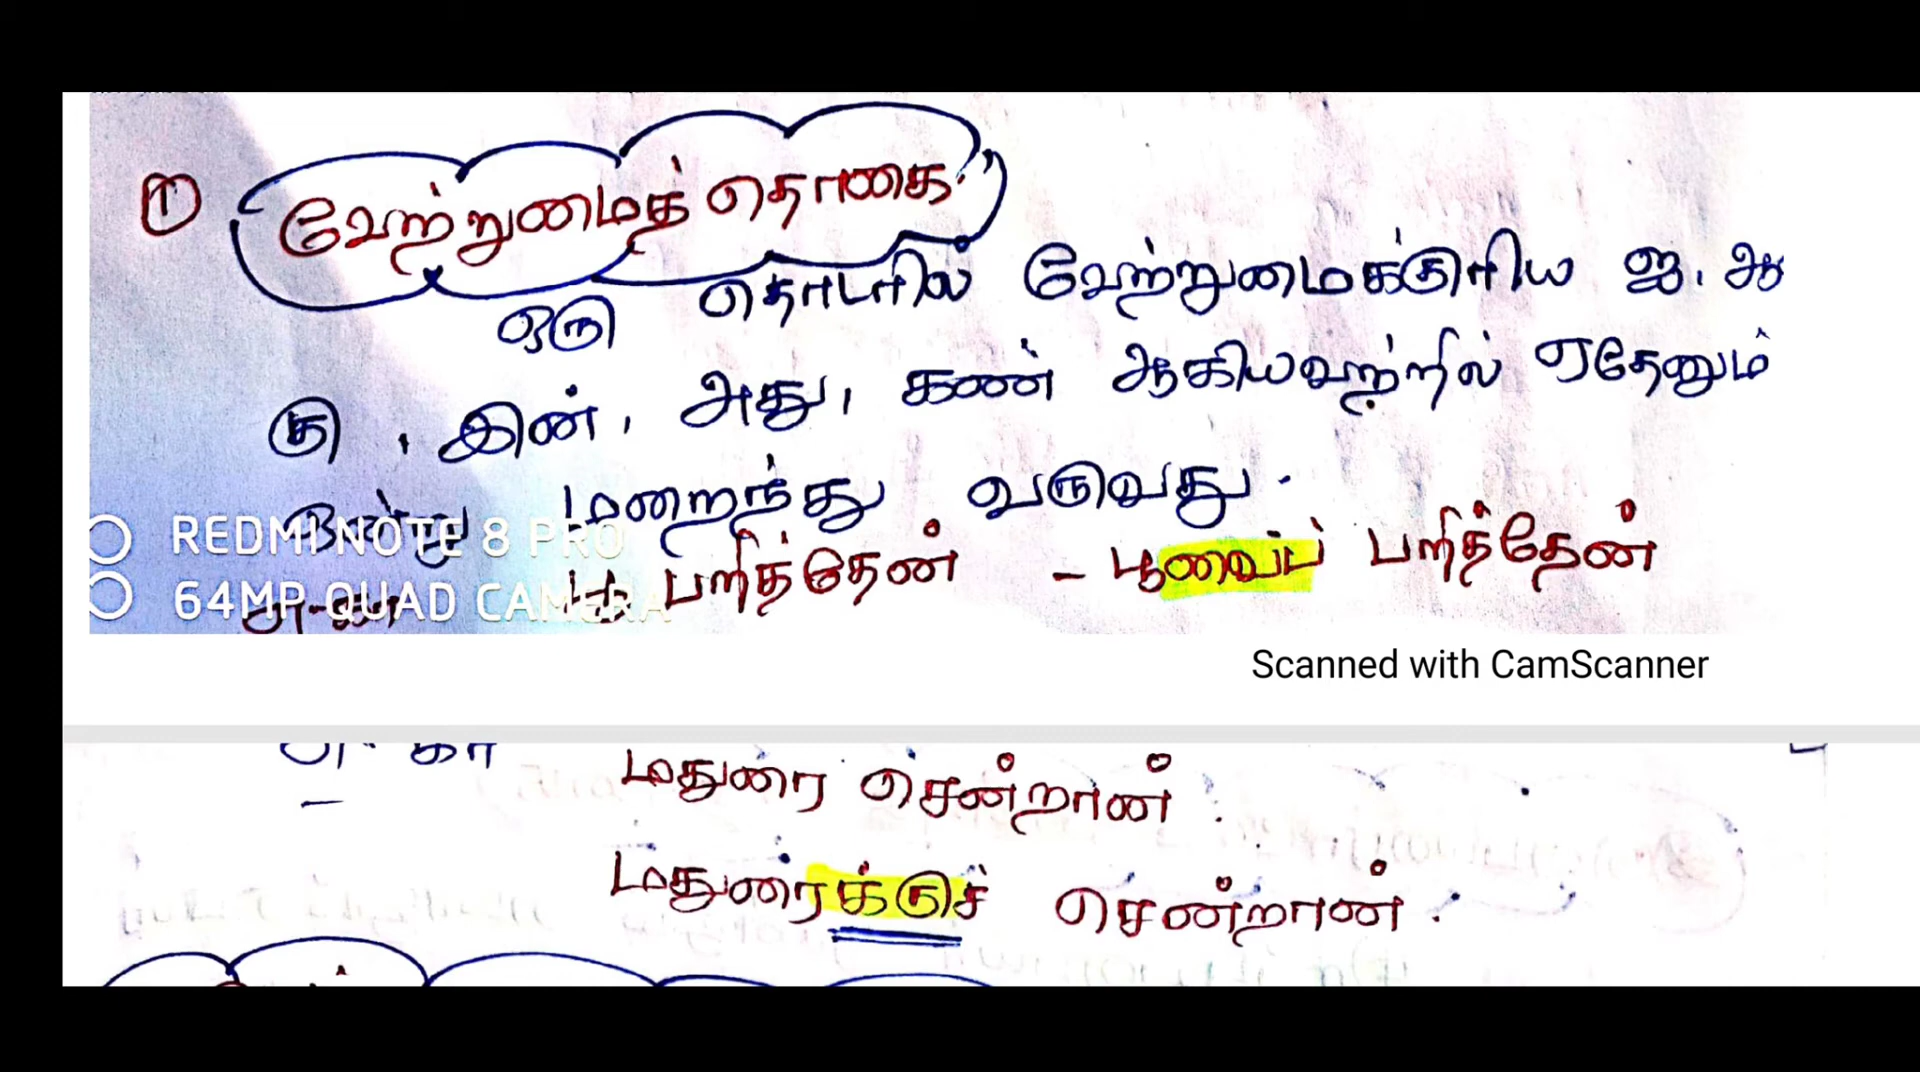 ① வேற்றுமைத் தொகை
ஒரு தொடரில் வேற்றுமைக்குரிய ஐ, ஆ
கு, இன், அது, கண் ஆகியவற்றில் ஏதேனும்
ஒன்று மறைந்து வருவது.
பூ பறித்தேன் - பூவைப் பறித்தேன்
REDMI NOTE 8 PRO
64MP QUAD CAMERA
Scanned with CamScanner
எ.கா மதுரை சென்றான்.
மதுரைக்குச் சென்றான்.